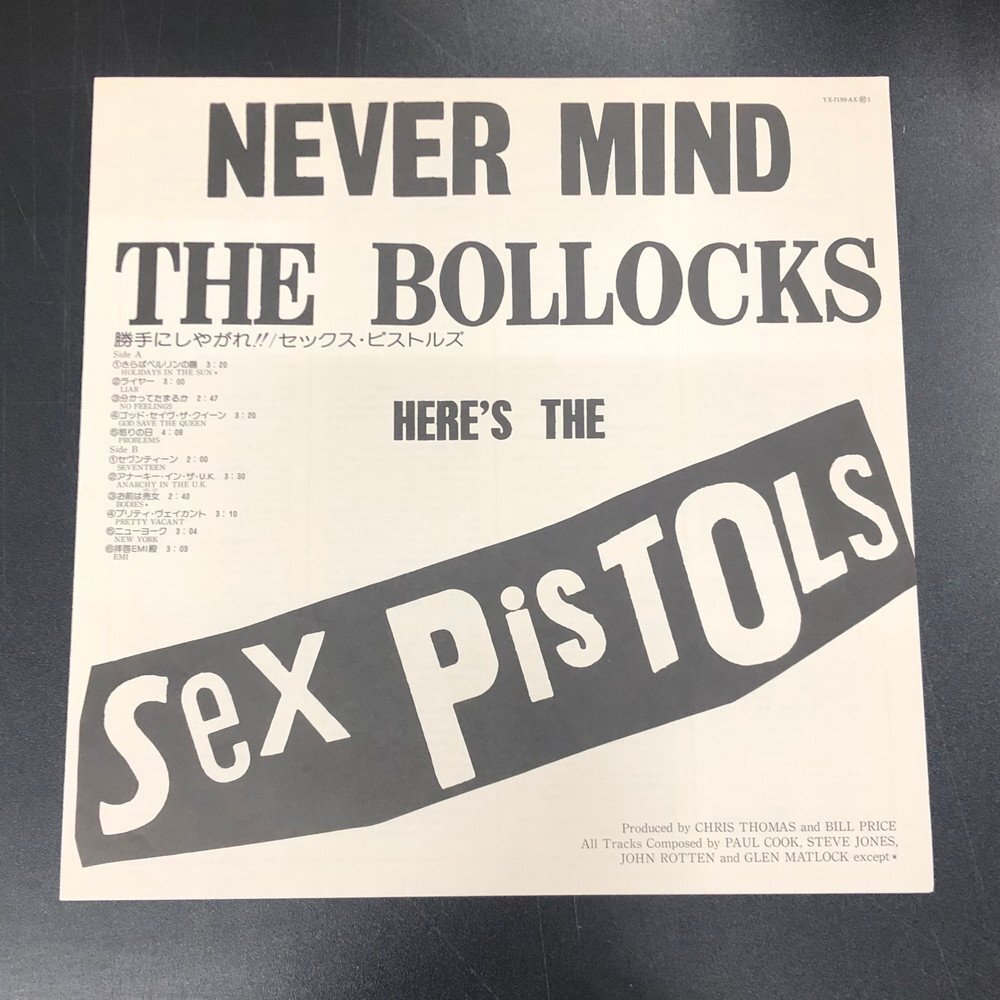 YX-7199-AX Ⓦ1
NEVER MIND
THE BOLLOCKS
勝手にしやがれ!!/セックス・ピストルズ
Side A
①さらばベルリンの陽 3:20
HOLIDAYS IN THE SUN*
②ライヤー 3:00
LIAR
③分かってたまるか 2:47
NO FEELINGS
④ゴッド・セイヴ・ザ・クイーン 3:20
GOD SAVE THE QUEEN
⑤怒りの日 4:08
PROBLEMS
Side B
①セヴンティーン 2:00
SEVENTEEN
②アナーキー・イン・ザ・U.K. 3:30
ANARCHY IN THE U.K.
③お前は売女 2:40
BODIES*
④プリティ・ヴェイカント 3:10
PRETTY VACANT
⑤ニューヨーク 3:04
NEW YORK
⑥拝啓EMI殿 3:09
EMI
HERE'S THE
SeX PiSTOLS
Produced by CHRIS THOMAS and BILL PRICE
All Tracks Composed by PAUL COOK, STEVE JONES,
JOHN ROTTEN and GLEN MATLOCK except*